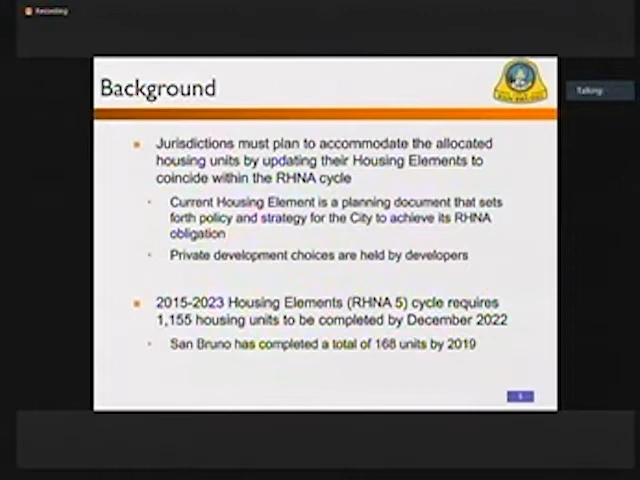 Recording
Background
Talking:
Jurisdictions must plan to accommodate the allocated
housing units by updating their Housing Elements to
coincide within the RHNA cycle
Current Housing Element is a planning document that sets
forth policy and strategy for the City to achieve its RHNA
obligation
Private development choices are held by developers
2015-2023 Housing Elements (RHNA 5) cycle requires
1,155 housing units to be completed by December 2022
San Bruno has completed a total of 168 units by 2019